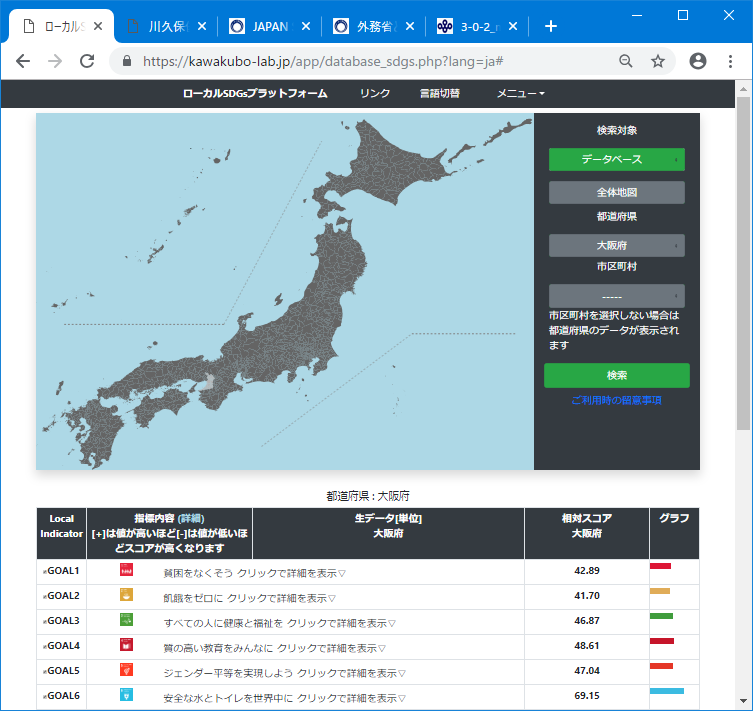 ローカルS
川久保
JAPAN
外務省
3-0-2_
https://kawakubo-lab.jp/app/database_sdgs.php?lang=ja#
ローカルSDGsプラットフォーム リンク 言語切替 メニュー
検索対象
データベース
全体地図
都道府県
大阪府
市区町村
-----
市区町村を選択しない場合は
都道府県のデータが表示され
ます
検索
ご利用時の留意事項
都道府県 : 大阪府
Local
Indicator
指標内容 (詳細)
[+]は値が高いほど[-]は値が低いほ
どスコアが高くなります
生データ[単位]
大阪府
相対スコア
大阪府
グラフ
#GOAL1 貧困をなくそう クリックで詳細を表示▽ 42.89
#GOAL2 飢餓をゼロに クリックで詳細を表示▽ 41.70
#GOAL3 すべての人に健康と福祉を クリックで詳細を表示▽ 46.87
#GOAL4 質の高い教育をみんなに クリックで詳細を表示▽ 48.61
#GOAL5 ジェンダー平等を実現しよう クリックで詳細を表示▽ 47.04
#GOAL6 安全な水とトイレを世界中に クリックで詳細を表示▽ 69.15